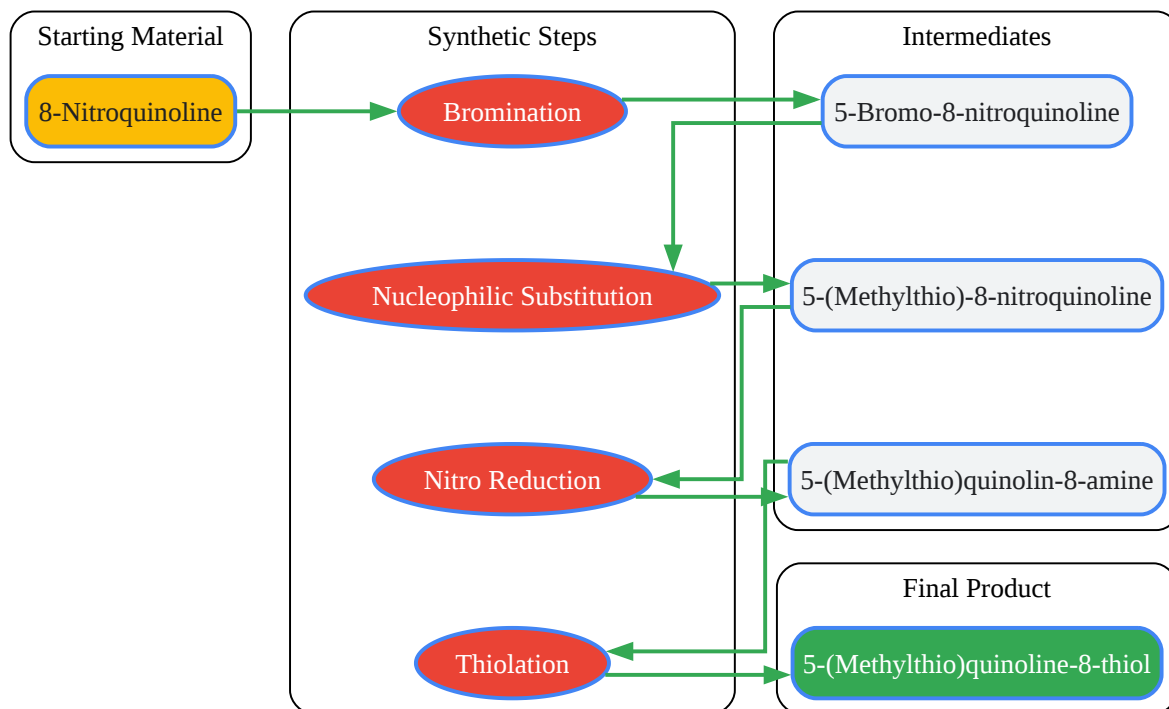 Starting Material
Synthetic Steps
Intermediates
8-Nitroquinoline
Bromination
5-Bromo-8-nitroquinoline
Nucleophilic Substitution
5-(Methylthio)-8-nitroquinoline
Nitro Reduction
5-(Methylthio)quinolin-8-amine
Final Product
Thiolation
5-(Methylthio)quinoline-8-thiol